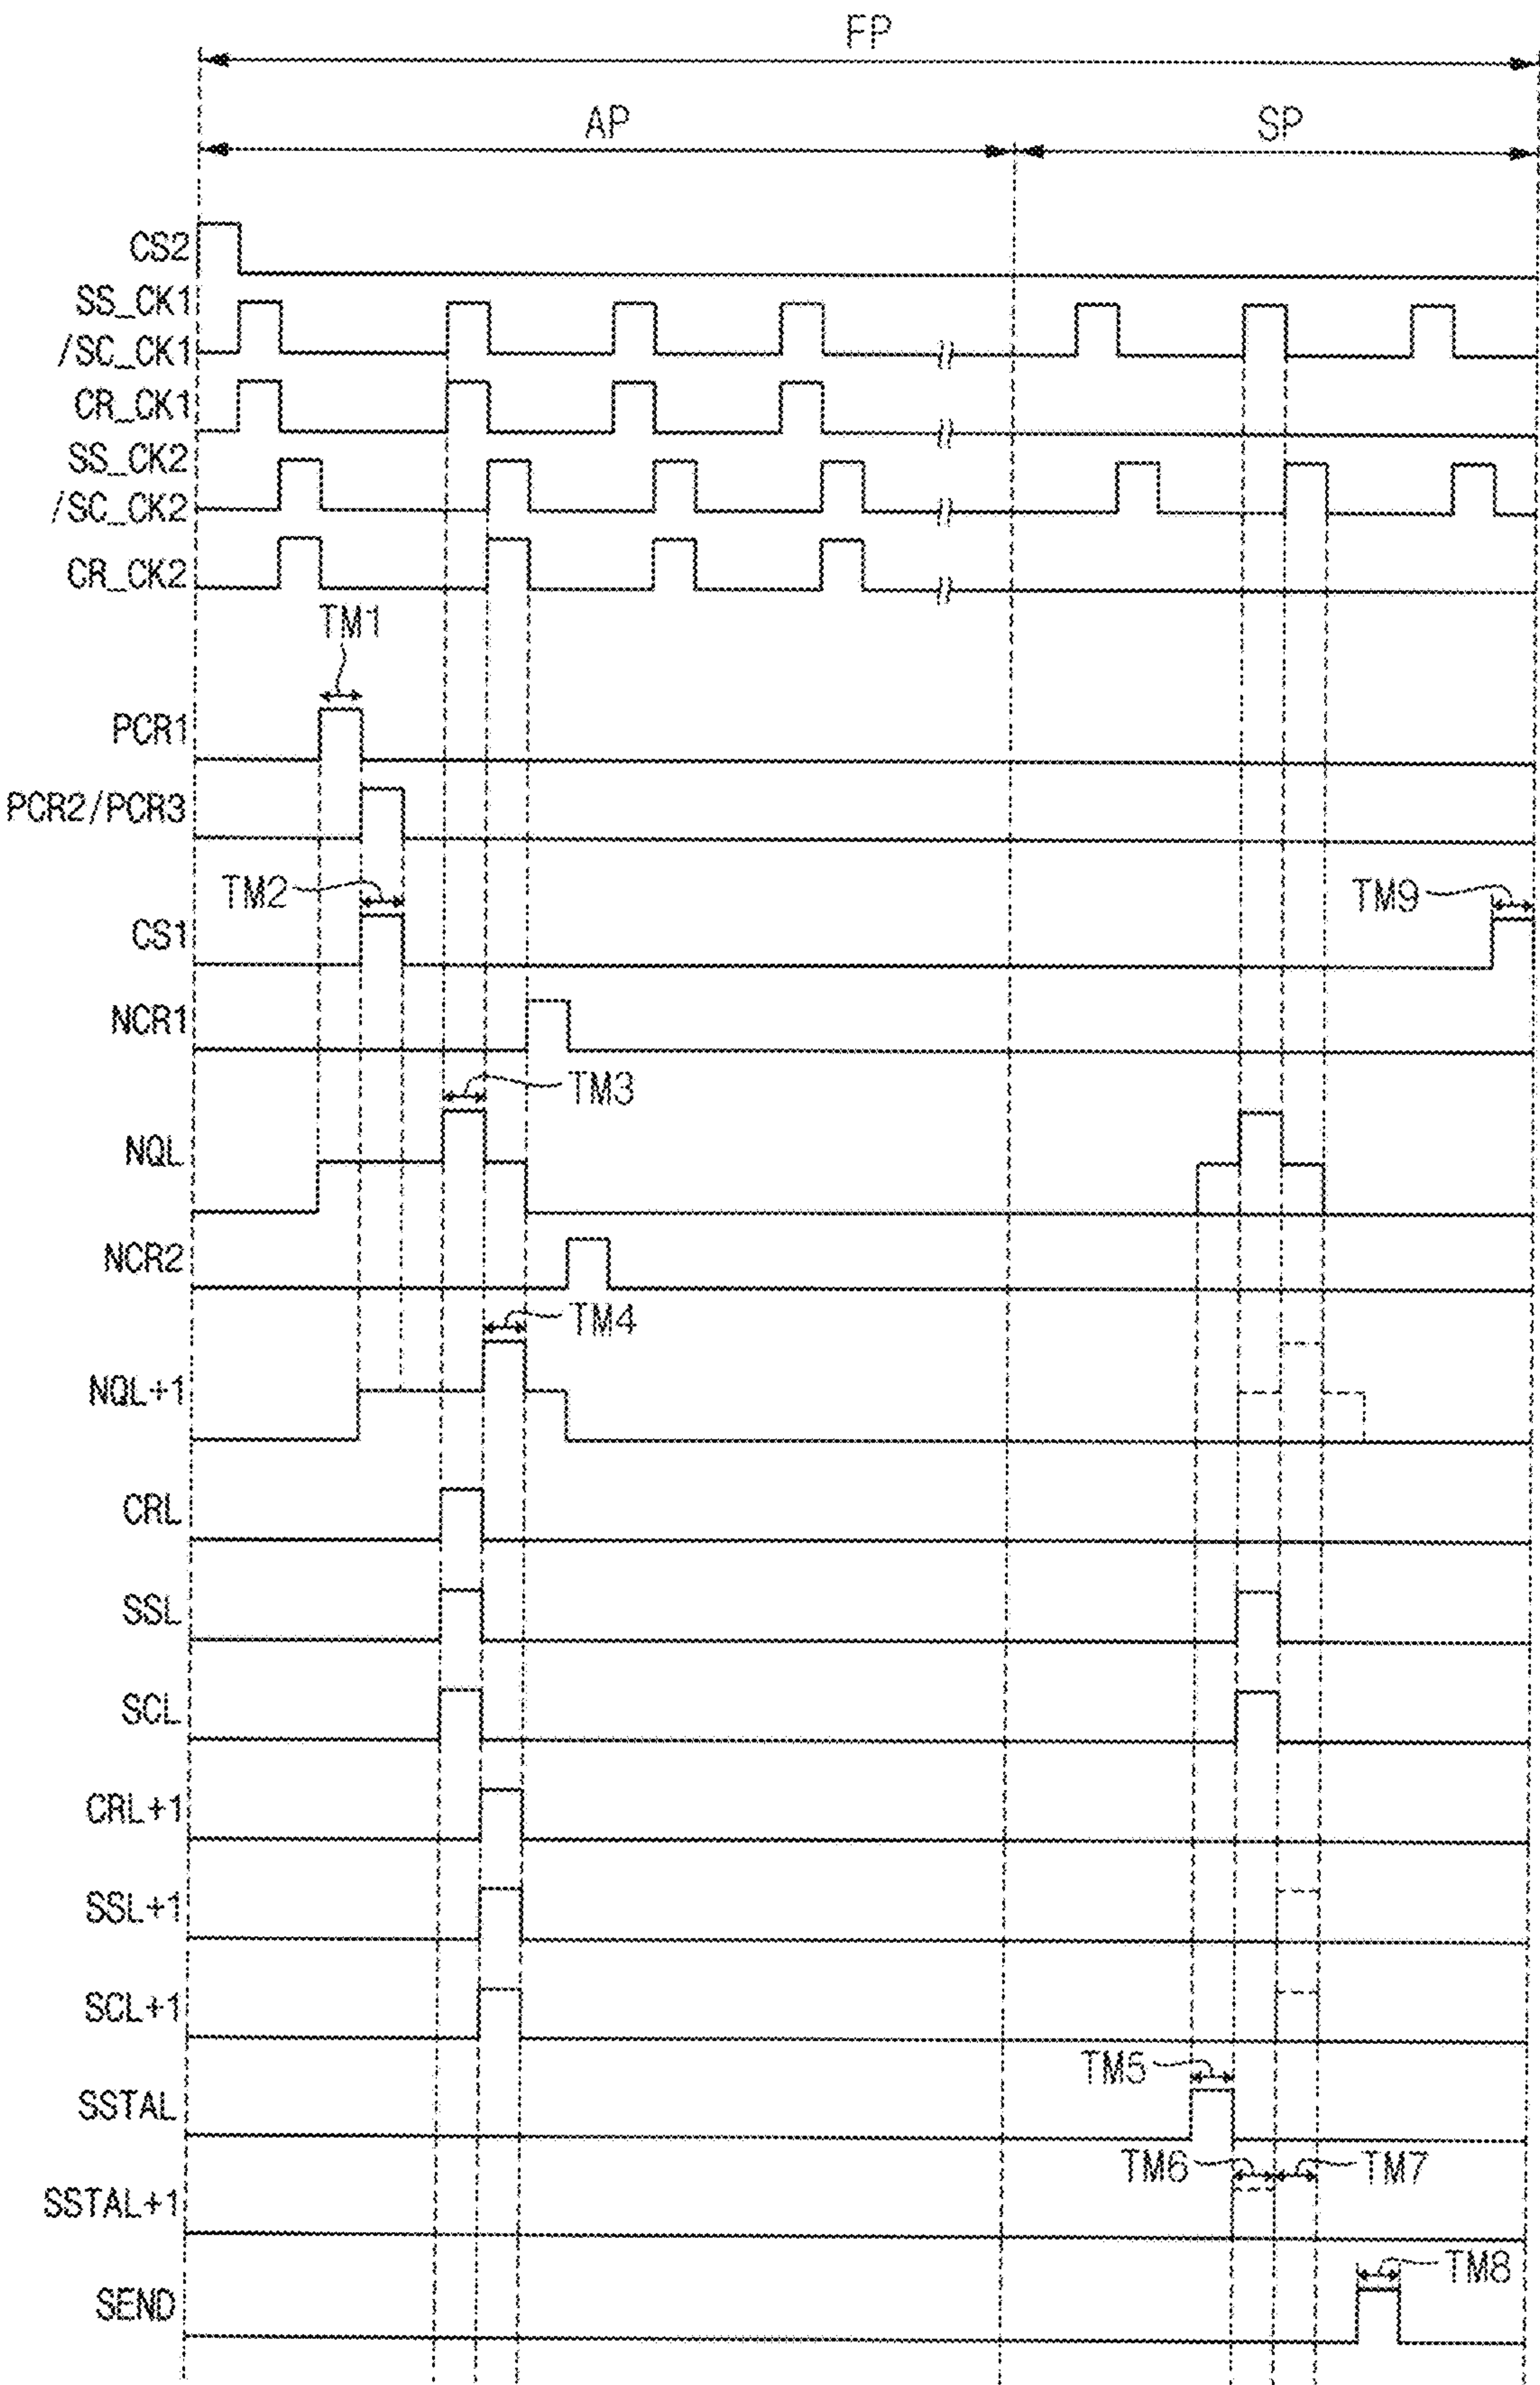 FP
AP
SP
CS2
SS_CK1
/SC_CK1
CR_CK1
SS_CK2
/SC_CK2
CR_CK2
TM1
PCR1
PCR2/PCR3
TM2
TM9
CS1
NCR1
TM3
NQL
NCR2
TM4
NQL+1
CRL
SSL
SCL
CRL+1
SSL+1
SCL+1
TM5
SSTAL
TM6
TM7
SSTAL+1
TM8
SEND